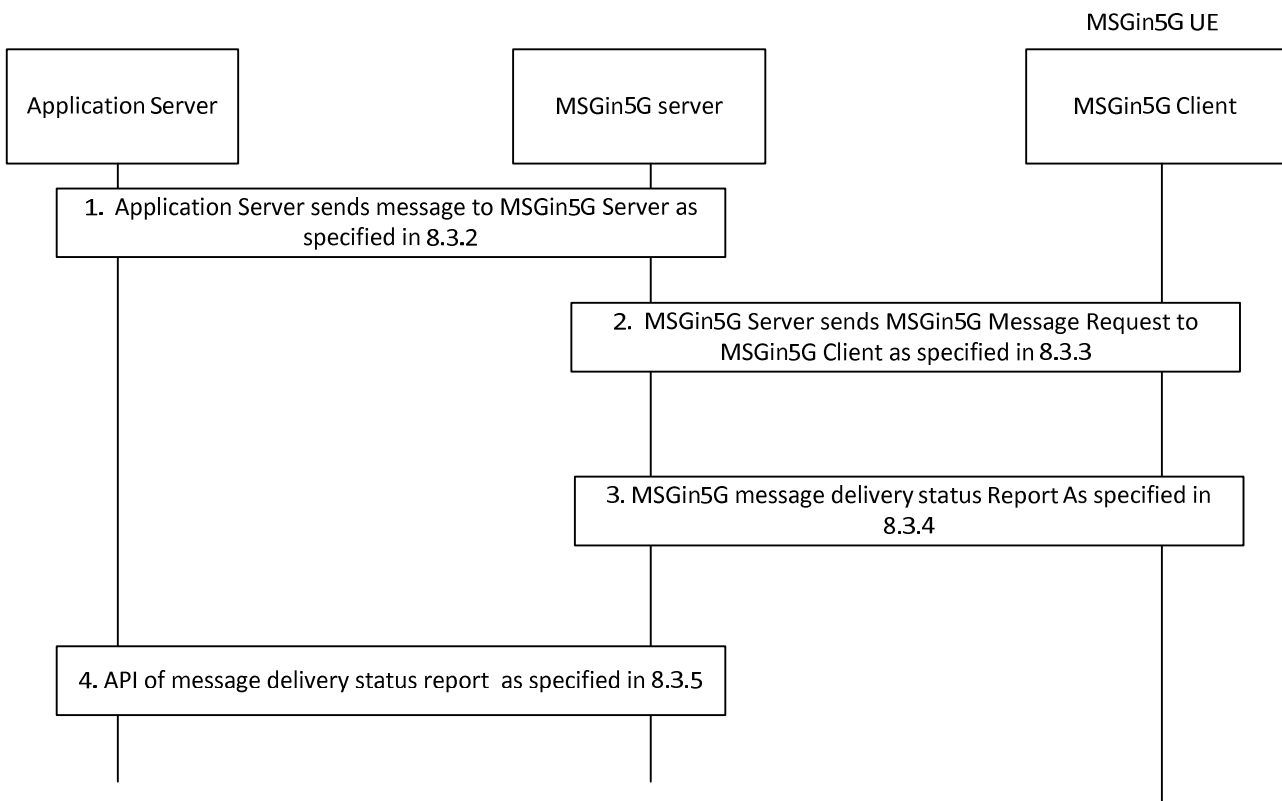 MSGin5G UE
Application Server
MSGin5G server
MSGin5G Client
1. Application Server sends message to MSGin5G Server as
specified in 8.3.2
2. MSGin5G Server sends MSGin5G Message Request to
MSGin5G Client as specified in 8.3.3
3. MSGin5G message delivery status Report As specified in
8.3.4
4. API of message delivery status report as specified in 8.3.5